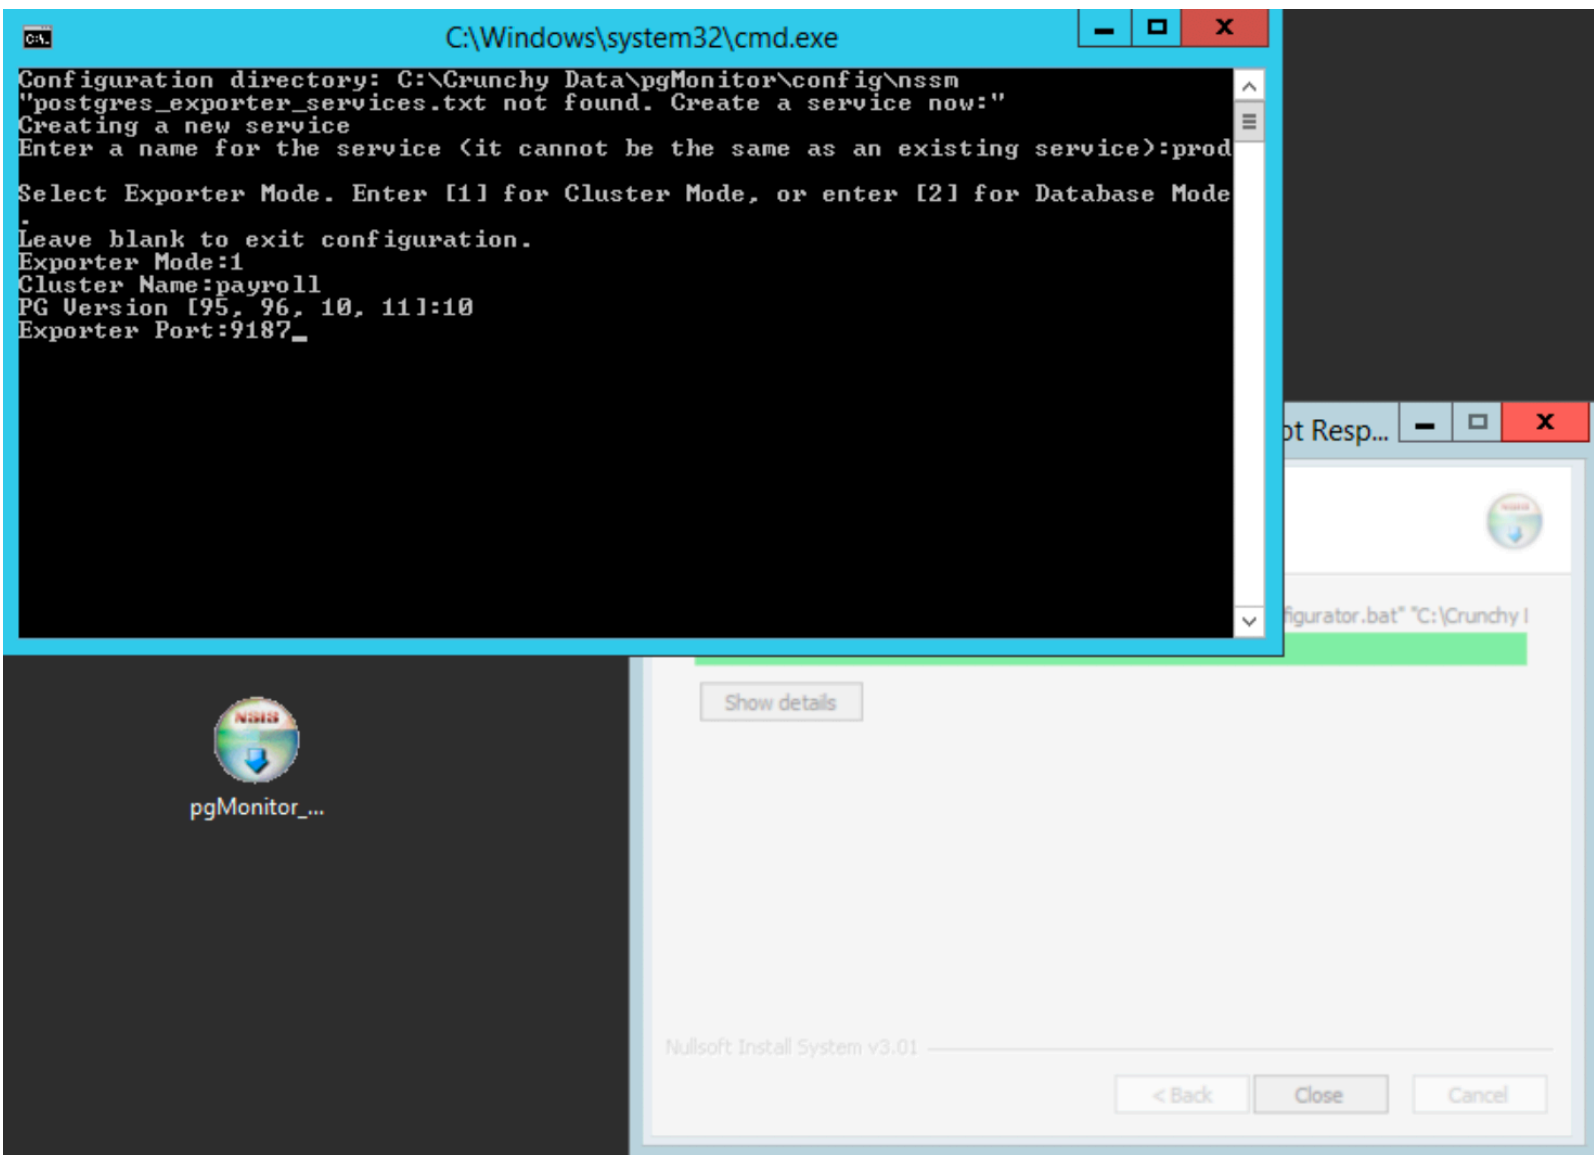 C:\Windows\system32\cmd.exe
Configuration directory: C:\Crunchy Data\pgMonitor\config\nssm
"postgres_exporter_services.txt not found. Create a service now:"
Creating a new service
Enter a name for the service (it cannot be the same as an existing service):prod
Select Exporter Mode. Enter [1] for Cluster Mode, or enter [2] for Database Mode
.
Leave blank to exit configuration.
Exporter Mode:1
Cluster Name:payroll
PG Version [95, 96, 10, 11]:10
Exporter Port:9187_
ot Resp...
figurator.bat" "C:\Crunchy
Show details
NSIS
pgMonitor_...
Nullsoft Install System v3.01
< Back
Close
Cancel